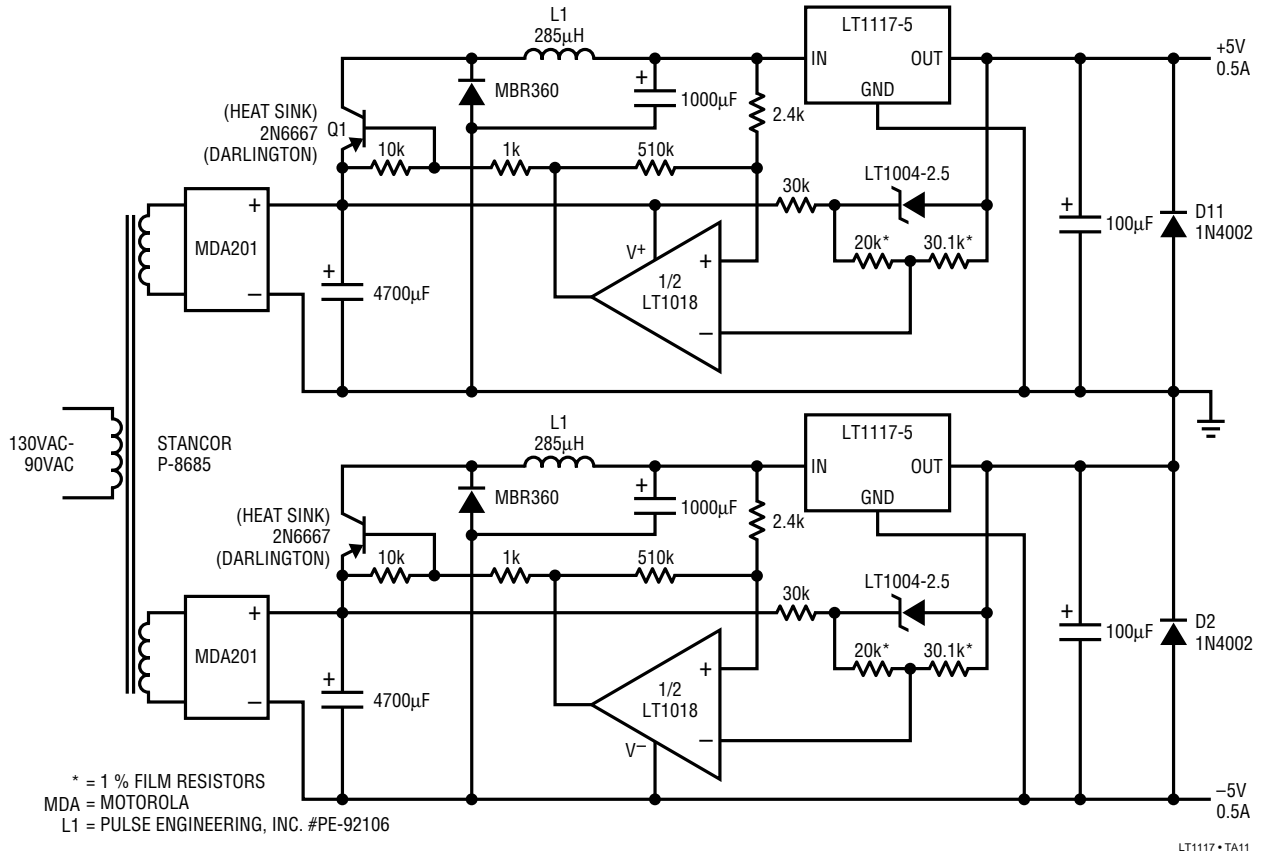 L1
285µH
LT1117-5
IN
OUT
GND
+5V
0.5A
MBR360
+
1000µF
2.4k
(HEAT SINK)
2N6667
(DARLINGTON)
Q1
10k
1k
510k
30k
LT1004-2.5
20k*
30.1k*
+
100µF
D11
1N4002
MDA201
+
–
+
4700µF
V+
1/2
LT1018
+
–
130VAC-
90VAC
STANCOR
P-8685
L1
285µH
LT1117-5
IN
OUT
GND
MBR360
+
1000µF
2.4k
(HEAT SINK)
2N6667
(DARLINGTON)
10k
1k
510k
30k
LT1004-2.5
20k*
30.1k*
+
100µF
D2
1N4002
MDA201
+
–
+
4700µF
1/2
LT1018
+
–
V–
–5V
0.5A
* = 1 % FILM RESISTORS
MDA = MOTOROLA
L1 = PULSE ENGINEERING, INC. #PE-92106
LT1117 • TA11